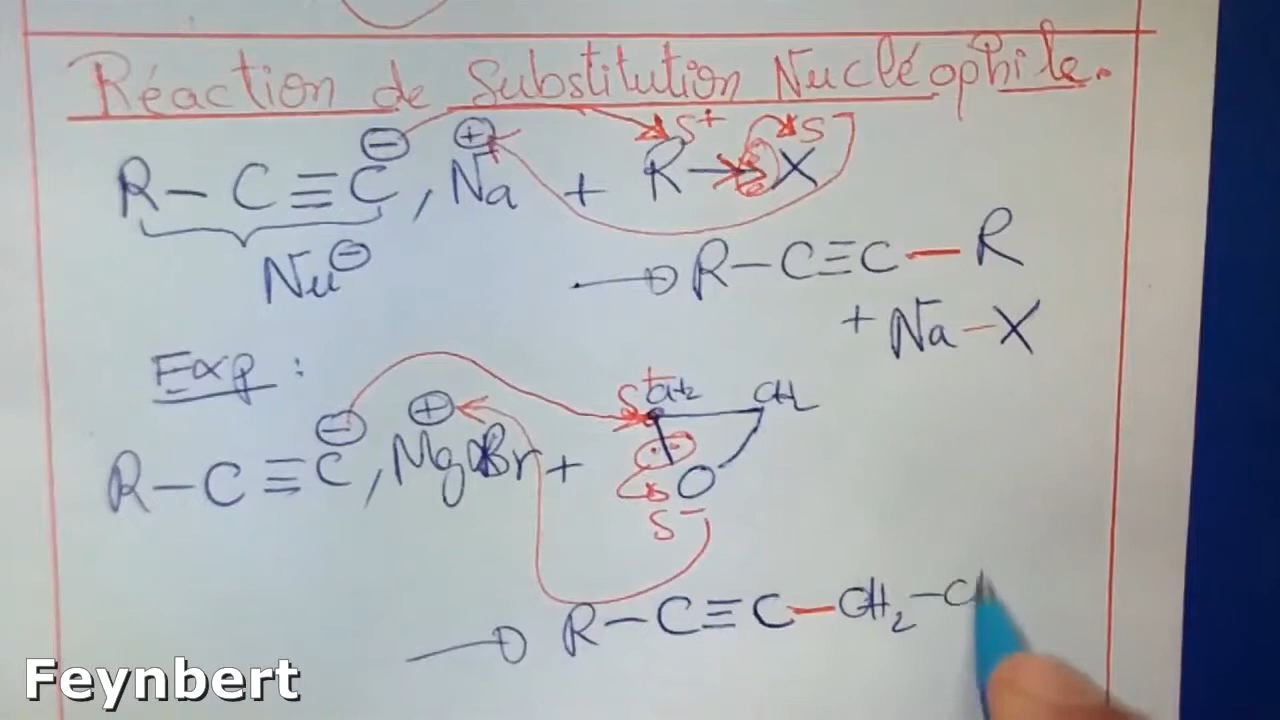 Réaction de Substitution Nucléophile.
R—C≡C⊖, Na⊕ + R δ+—X δ-
Nu⊖
→ R—C≡C—R
+ Na—X
Exp :
R—C≡C⊖, MgBr⊕ + δ+ CH2 CH2 O δ-
→ R—C≡C—CH2—C
Feynbert